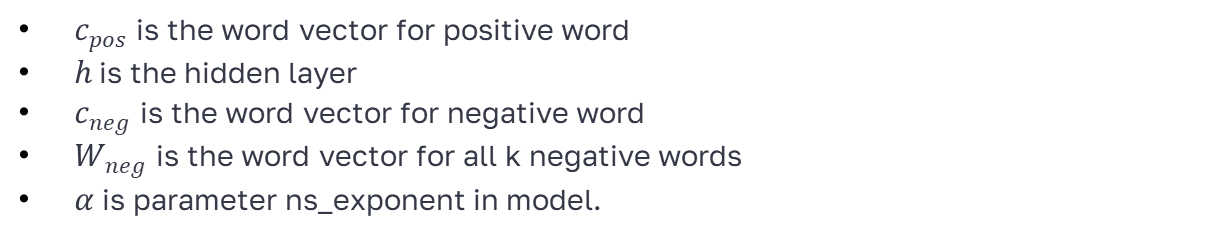 • c_pos is the word vector for positive word
• h is the hidden layer
• c_neg is the word vector for negative word
• W_neg is the word vector for all k negative words
• α is parameter ns_exponent in model.